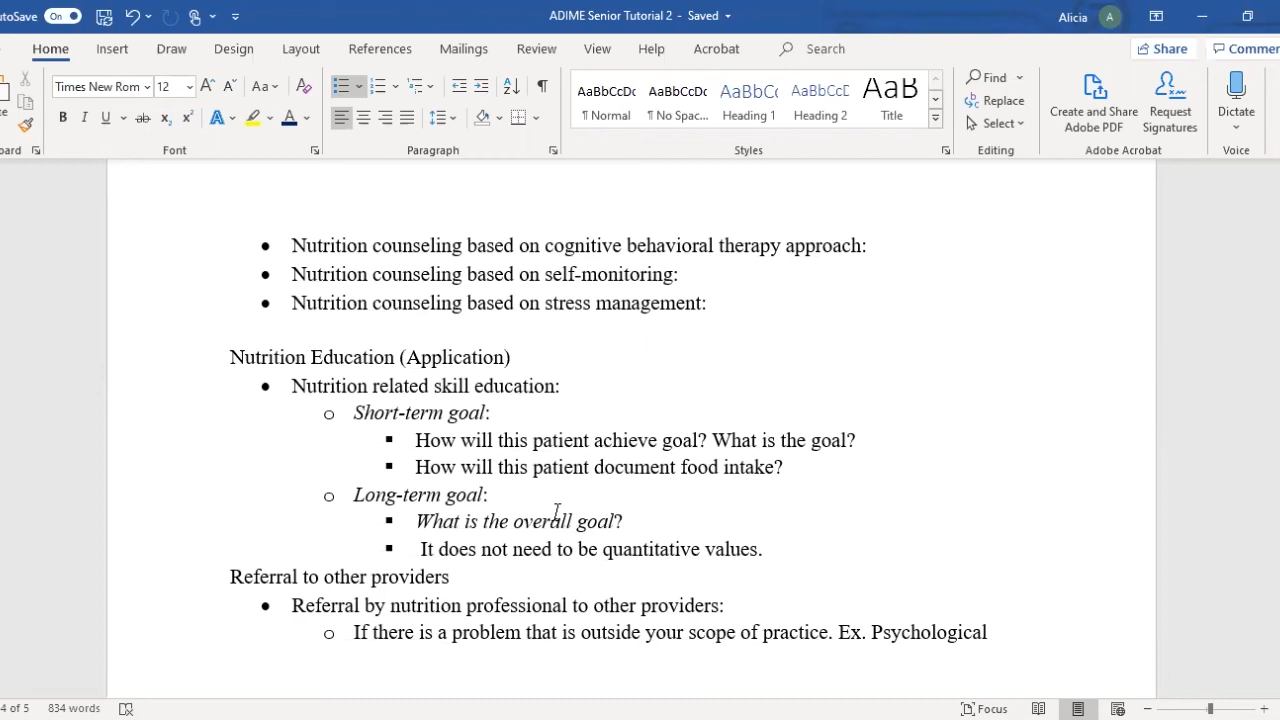 AutoSave On ADIME Senior Tutorial 2 - Saved Alicia A
Home Insert Draw Design Layout References Mailings Review View Help Acrobat Search Share
Times New Rom 12 Aa Find
AaBbCcDc AaBbCcDc AaBbCc AaBbCcD AaB
Replace
B I U ab x₂ x² A A
¶ Normal ¶ No Spac... Heading 1 Heading 2 Title
Select
Create and Share Adobe PDF Request Signatures Dictate
Font Paragraph Styles Editing Adobe Acrobat Voice
• Nutrition counseling based on cognitive behavioral therapy approach:
• Nutrition counseling based on self-monitoring:
• Nutrition counseling based on stress management:
Nutrition Education (Application)
• Nutrition related skill education:
o Short-term goal:
▪ How will this patient achieve goal? What is the goal?
▪ How will this patient document food intake?
o Long-term goal:
▪ What is the overall goal?
▪ It does not need to be quantitative values.
Referral to other providers
• Referral by nutrition professional to other providers:
o If there is a problem that is outside your scope of practice. Ex. Psychological
4 of 5 834 words Focus